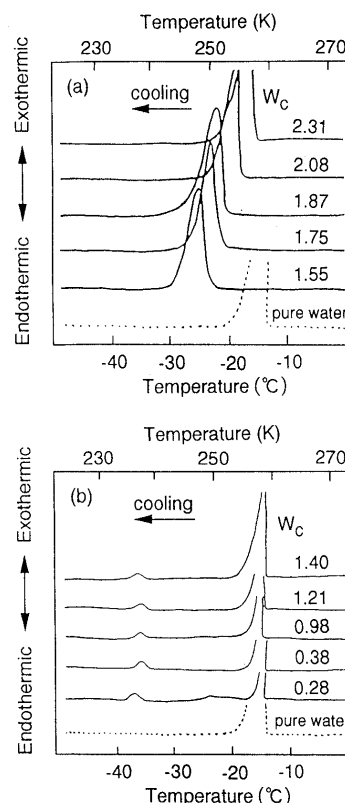 Temperature (K)
230 250 270
(a)
cooling
Wc
Exothermic
Endothermic
2.31
2.08
1.87
1.75
1.55
pure water
-40 -30 -20 -10
Temperature (℃)
Temperature (K)
230 250 270
(b)
cooling
Wc
Exothermic
Endothermic
1.40
1.21
0.98
0.38
0.28
pure water
-40 -30 -20 -10
Temperature (℃)